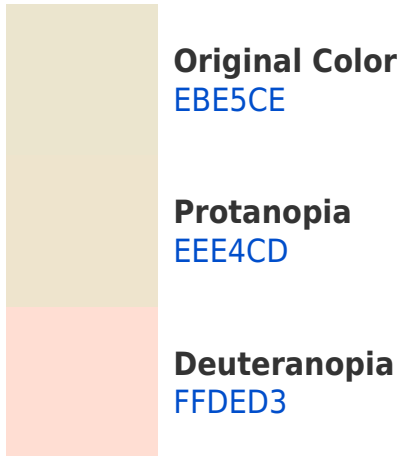 Original Color
EBE5CE
Protanopia
EEE4CD
Deuteranopia
FFDED3